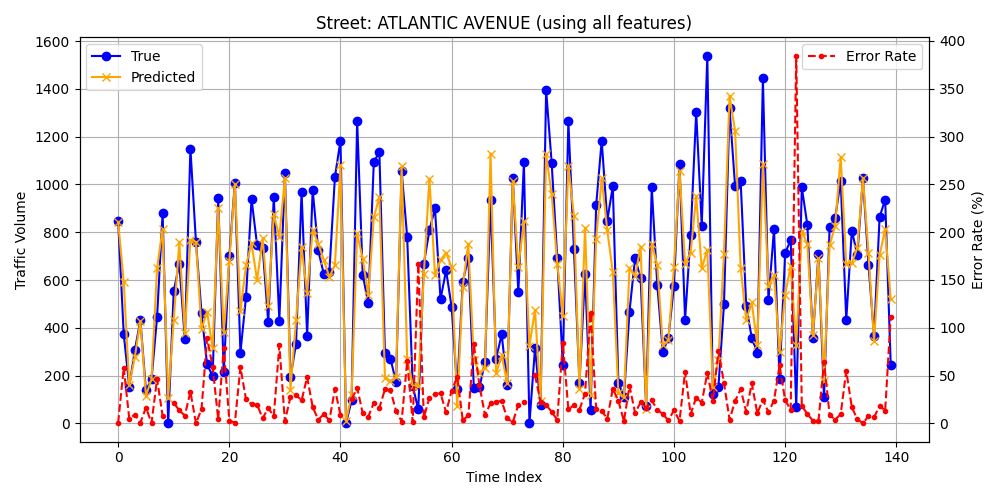 Street: ATLANTIC AVENUE (using all features)
True
Predicted
Error Rate
Traffic Volume
1600
1400
1200
1000
800
600
400
200
0
400
350
300
250
200
150
100
50
0
Error Rate (%)
0 20 40 60 80 100 120 140
Time Index